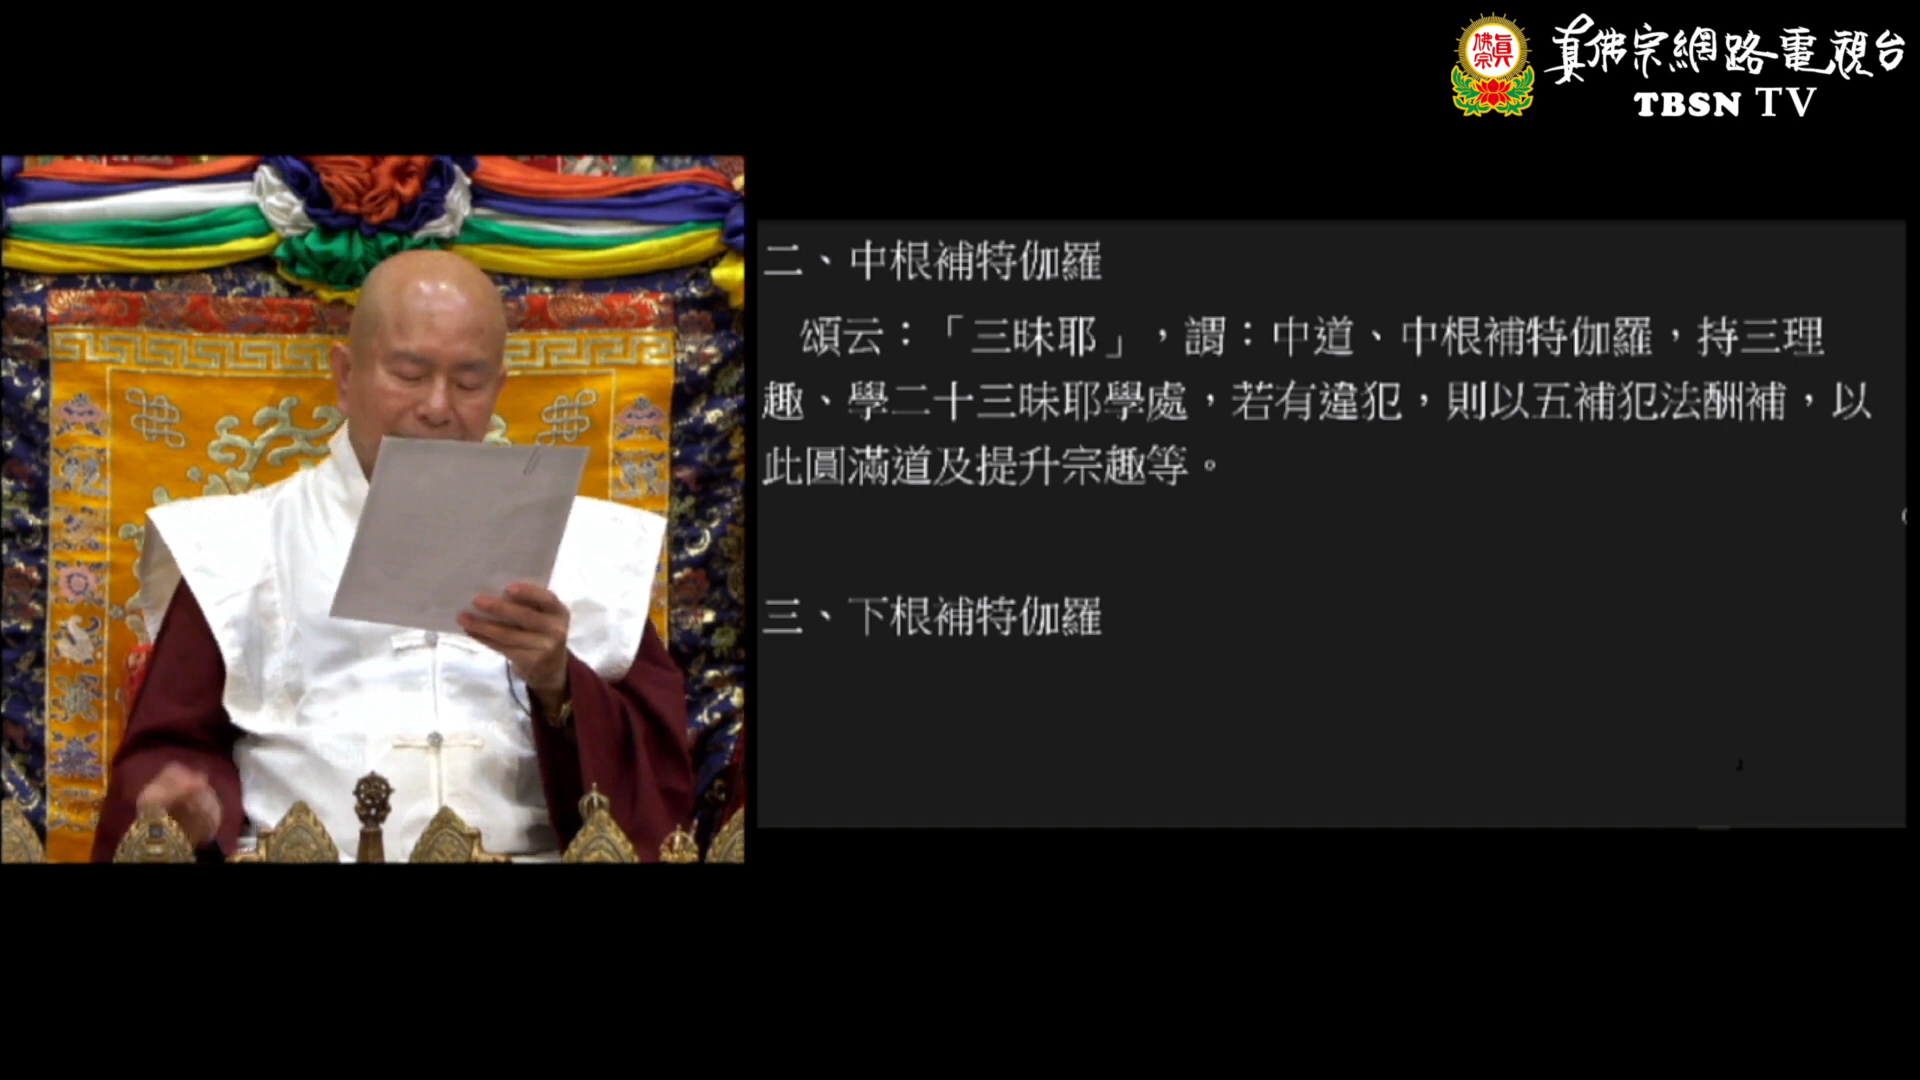 真佛宗
真佛宗網路電視台
TBSN TV
二、中根補特伽羅
頌云：「三昧耶」，謂：中道、中根補特伽羅，持三理
趣、學二十三昧耶學處，若有違犯，則以五補犯法酬補，以
此圓滿道及提升宗趣等。
三、下根補特伽羅